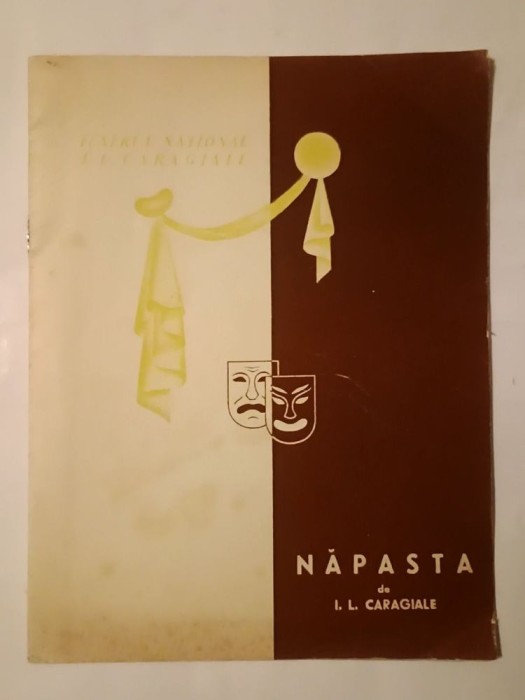 TEATRUL NAȚIONAL
I. L. CARAGIALE
NĂPASTA
de
I. L. CARAGIALE